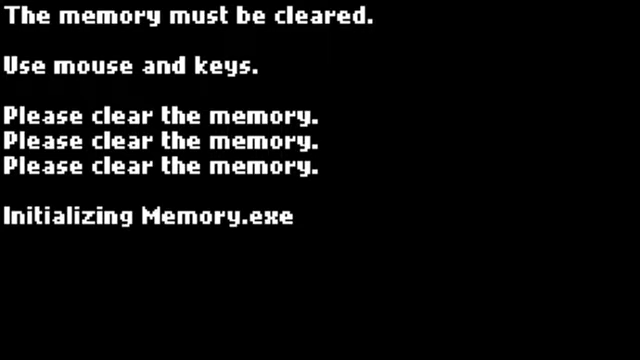 The memory must be cleared.
Use mouse and keys.
Please clear the memory.
Please clear the memory.
Please clear the memory.
Initializing Memory.exe